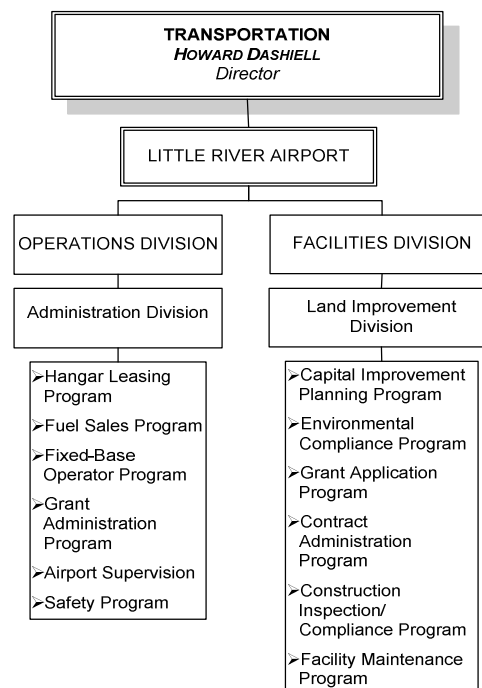 TRANSPORTATION
HOWARD DASHIELL
Director
LITTLE RIVER AIRPORT
OPERATIONS DIVISION
Administration Division
➢Hangar Leasing
Program
➢Fuel Sales Program
➢Fixed-Base
Operator Program
➢Grant
Administration
Program
➢Airport Supervision
➢Safety Program
FACILITIES DIVISION
Land Improvement
Division
➢Capital Improvement
Planning Program
➢Environmental
Compliance Program
➢Grant Application
Program
➢Contract
Administration
Program
➢Construction
Inspection/
Compliance Program
➢Facility Maintenance
Program